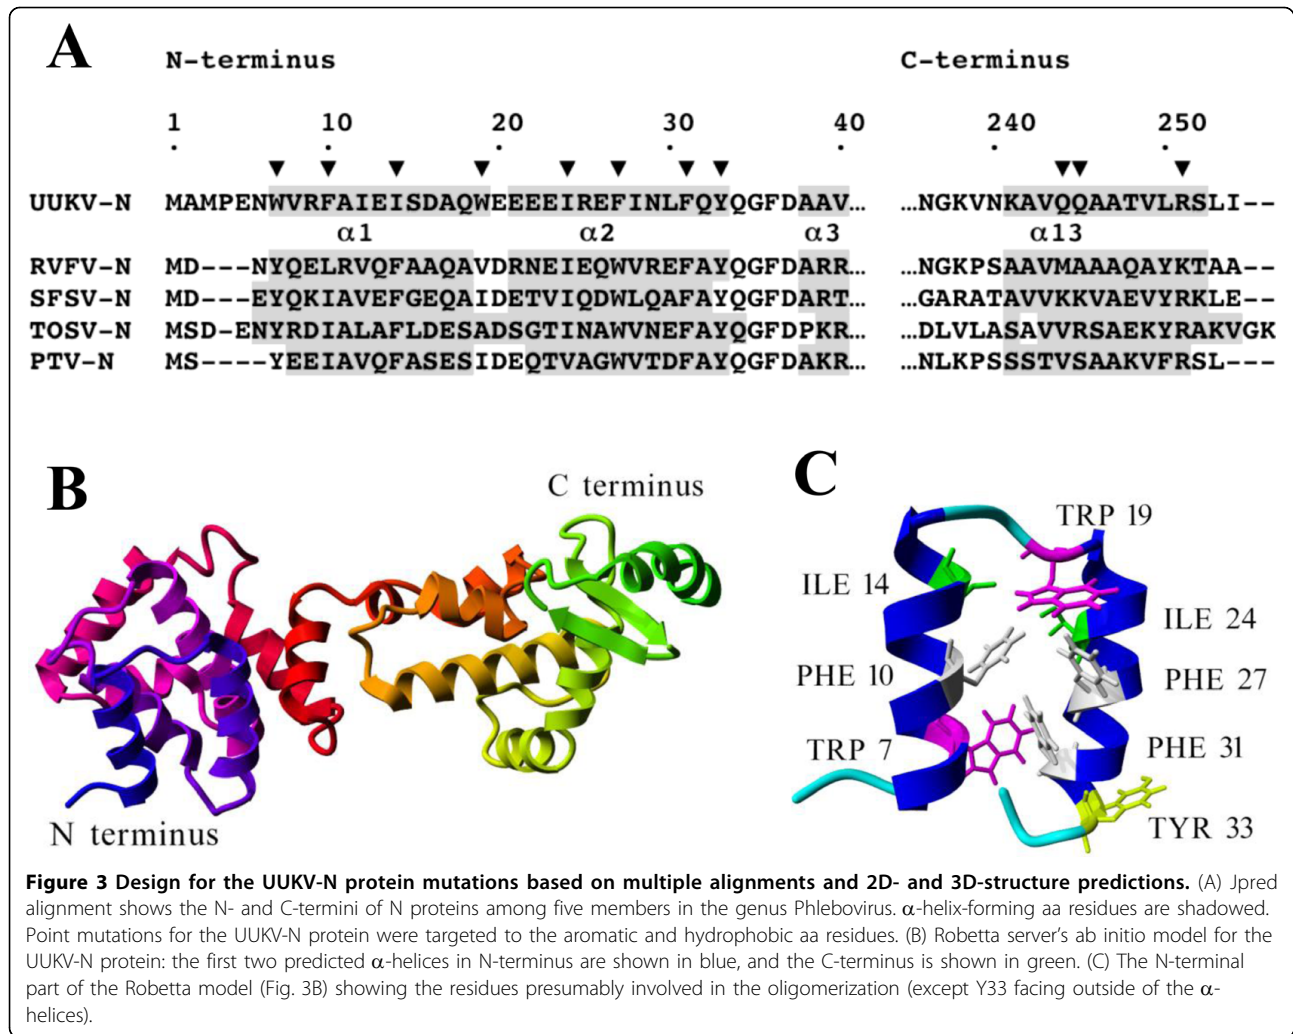 A
N-terminus C-terminus
1 10 20 30 40 240 250
UUKV-N MAMPENWVRFAIEISDAQWEEEEIREFINLFQYQGFDAAV... ...NGKVNKAVQQAATVLRSLI--
α1 α2 α3 α13
RVFV-N MD---NYQELRVQFAAQAVDRNEIEQWVREFAYQGFDARR... ...NGKPSAAVMAAAQAYKTAA--
SFSV-N MD---EYQKIAVEFGEQAIDETVIQDWLQAFAYQGFDART... ...GARATAVVKKVAEVYRKLE--
TOSV-N MSD-ENYRDIALAFLDESADSGTINAWVNEFAYQGFDPKR... ...DLVLASAVVRSAEKYRAKVGK
PTV-N MS----YEEIAVQFASESIDEQTVAGWVTDFAYQGFDAKR... ...NLKPSSSTVSAAKVFRSL---
B
C terminus
N terminus
C
TRP 19
ILE 14
ILE 24
PHE 10
PHE 27
TRP 7
PHE 31
TYR 33
Figure 3 Design for the UUKV-N protein mutations based on multiple alignments and 2D- and 3D-structure predictions. (A) Jpred
alignment shows the N- and C-termini of N proteins among five members in the genus Phlebovirus. α-helix-forming aa residues are shadowed.
Point mutations for the UUKV-N protein were targeted to the aromatic and hydrophobic aa residues. (B) Robetta server's ab initio model for the
UUKV-N protein: the first two predicted α-helices in N-terminus are shown in blue, and the C-terminus is shown in green. (C) The N-terminal
part of the Robetta model (Fig. 3B) showing the residues presumably involved in the oligomerization (except Y33 facing outside of the α-
helices).